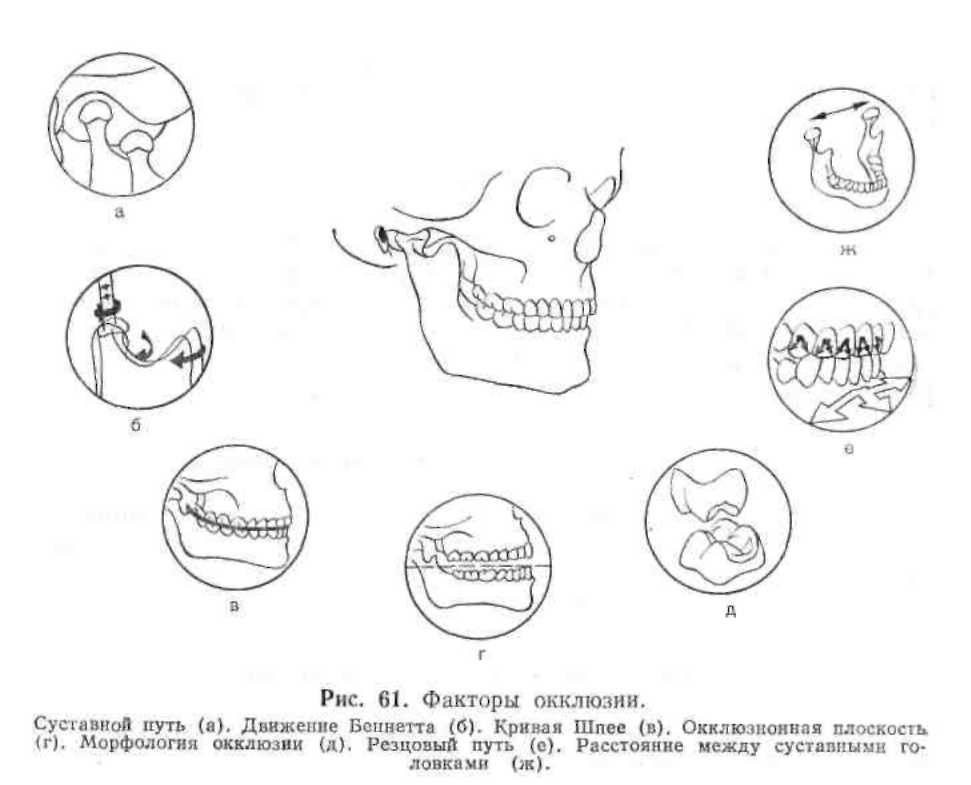 а
ж
б
е
в
д
г
Рис. 61. Факторы окклюзии.
Суставной путь (а). Движение Беннетта (б). Кривая Шпее (в). Окклюзионная плоскость
(г). Морфология окклюзии (д). Резцовый путь (е). Расстояние между суставными го-
ловками (ж).